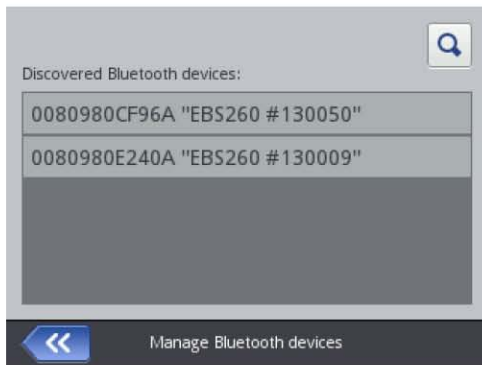 Discovered Bluetooth devices:
0080980CF96A "EBS260 #130050"
0080980E240A "EBS260 #130009"
Manage Bluetooth devices